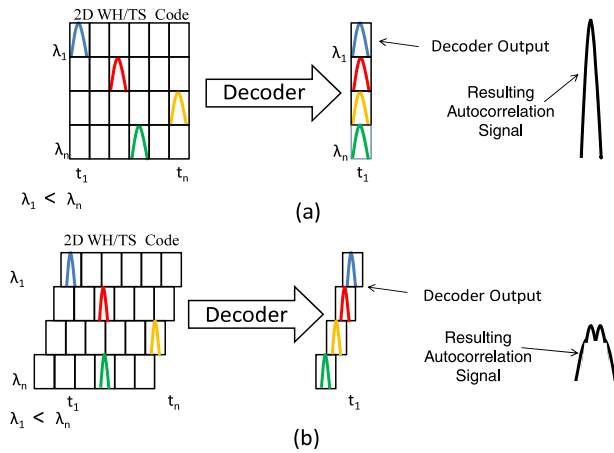 2D WH/TS Code
λ1
λn
t1
tn
λ1 < λn
Decoder
λ1
λn
t1
Decoder Output
Resulting
Autocorrelation
Signal
(a)
2D WH/TS Code
λ1
λn
t1
tn
λ1 < λn
Decoder
t1
Decoder Output
Resulting
Autocorrelation
Signal
(b)